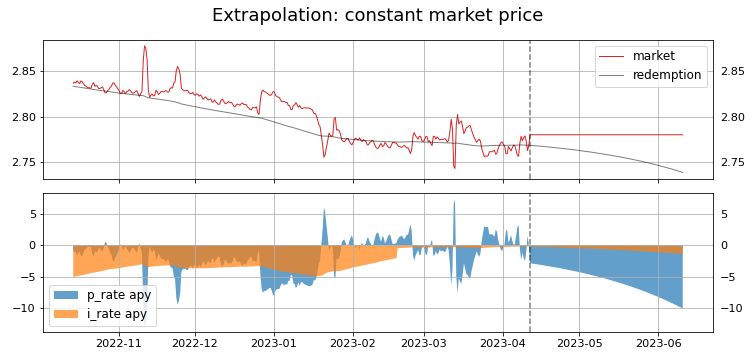 Extrapolation: constant market price
market
redemption
2.85
2.80
2.75
2.85
2.80
2.75
p_rate apy
i_rate apy
5
0
−5
−10
5
0
−5
−10
2022-11 2022-12 2023-01 2023-02 2023-03 2023-04 2023-05 2023-06